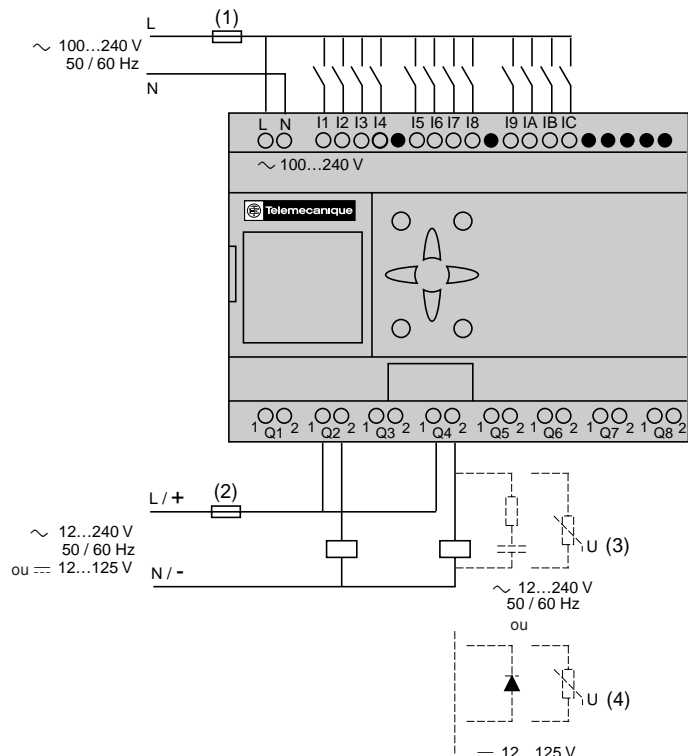 L (1)
∼ 100...240 V
50 / 60 Hz
N
L N I1 I2 I3 I4 I5 I6 I7 I8 I9 IA IB IC
∼ 100...240 V
Telemecanique
1 2 1 2 1 2 1 2 1 2 1 2 1 2 1 2
Q1 Q2 Q3 Q4 Q5 Q6 Q7 Q8
L / + (2)
∼ 12...240 V
50 / 60 Hz
ou ⎓ 12...125 V
N / -
U (3)
∼ 12...240 V
50 / 60 Hz
ou
U (4)
⎓ 12...125 V